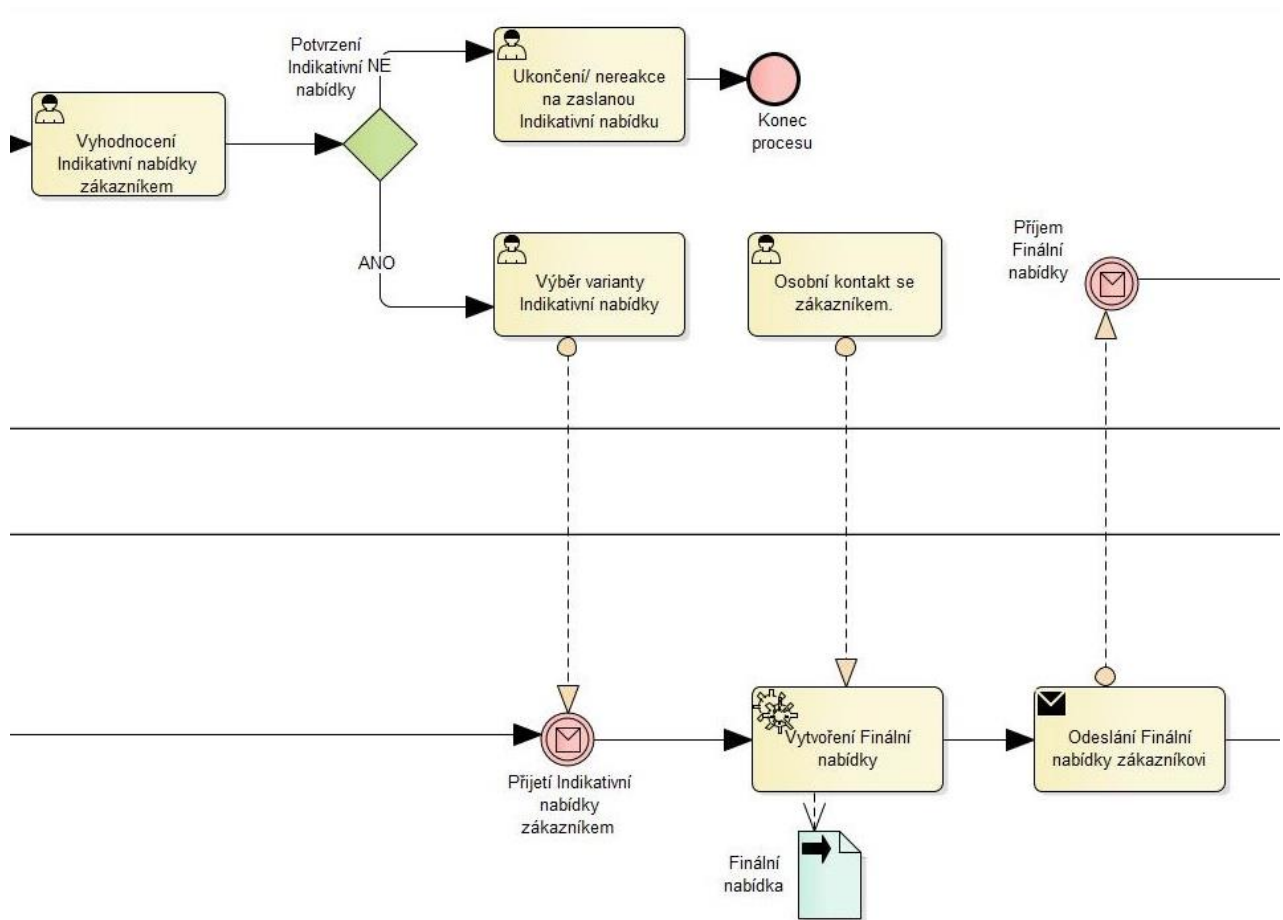 Potvrzení
Indikativní
nabídky
NE
Ukončení/ nereakce
na zaslanou
Indikativní nabídku
Konec
procesu
Vyhodnocení
Indikativní nabídky
zákazníkem
ANO
Výběr varianty
Indikativní nabídky
Osobní kontakt se
zákazníkem.
Příjem
Finální
nabídky
Přijetí Indikativní
nabídky
zákazníkem
Vytvoření Finální
nabídky
Odeslání Finální
nabídky zákazníkovi
Finální
nabídka